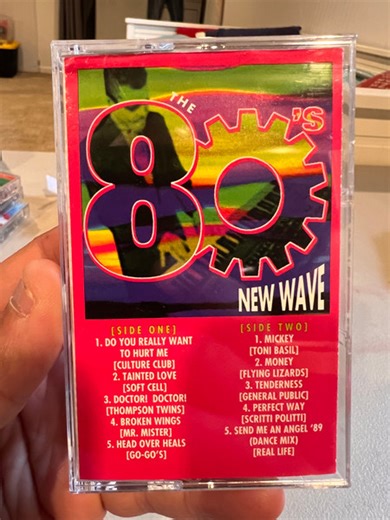 THE
80's
NEW WAVE
[SIDE ONE]
1. DO YOU REALLY WANT
TO HURT ME
[CULTURE CLUB]
2. TAINTED LOVE
[SOFT CELL]
3. DOCTOR! DOCTOR!
[THOMPSON TWINS]
4. BROKEN WINGS
[MR. MISTER]
5. HEAD OVER HEALS
[GO-GO'S]
[SIDE TWO]
1. MICKEY
[TONI BASIL]
2. MONEY
[FLYING LIZARDS]
3. TENDERNESS
[GENERAL PUBLIC]
4. PERFECT WAY
[SCRITTI POLITTI]
5. SEND ME AN ANGEL '89
(DANCE MIX)
[REAL LIFE]